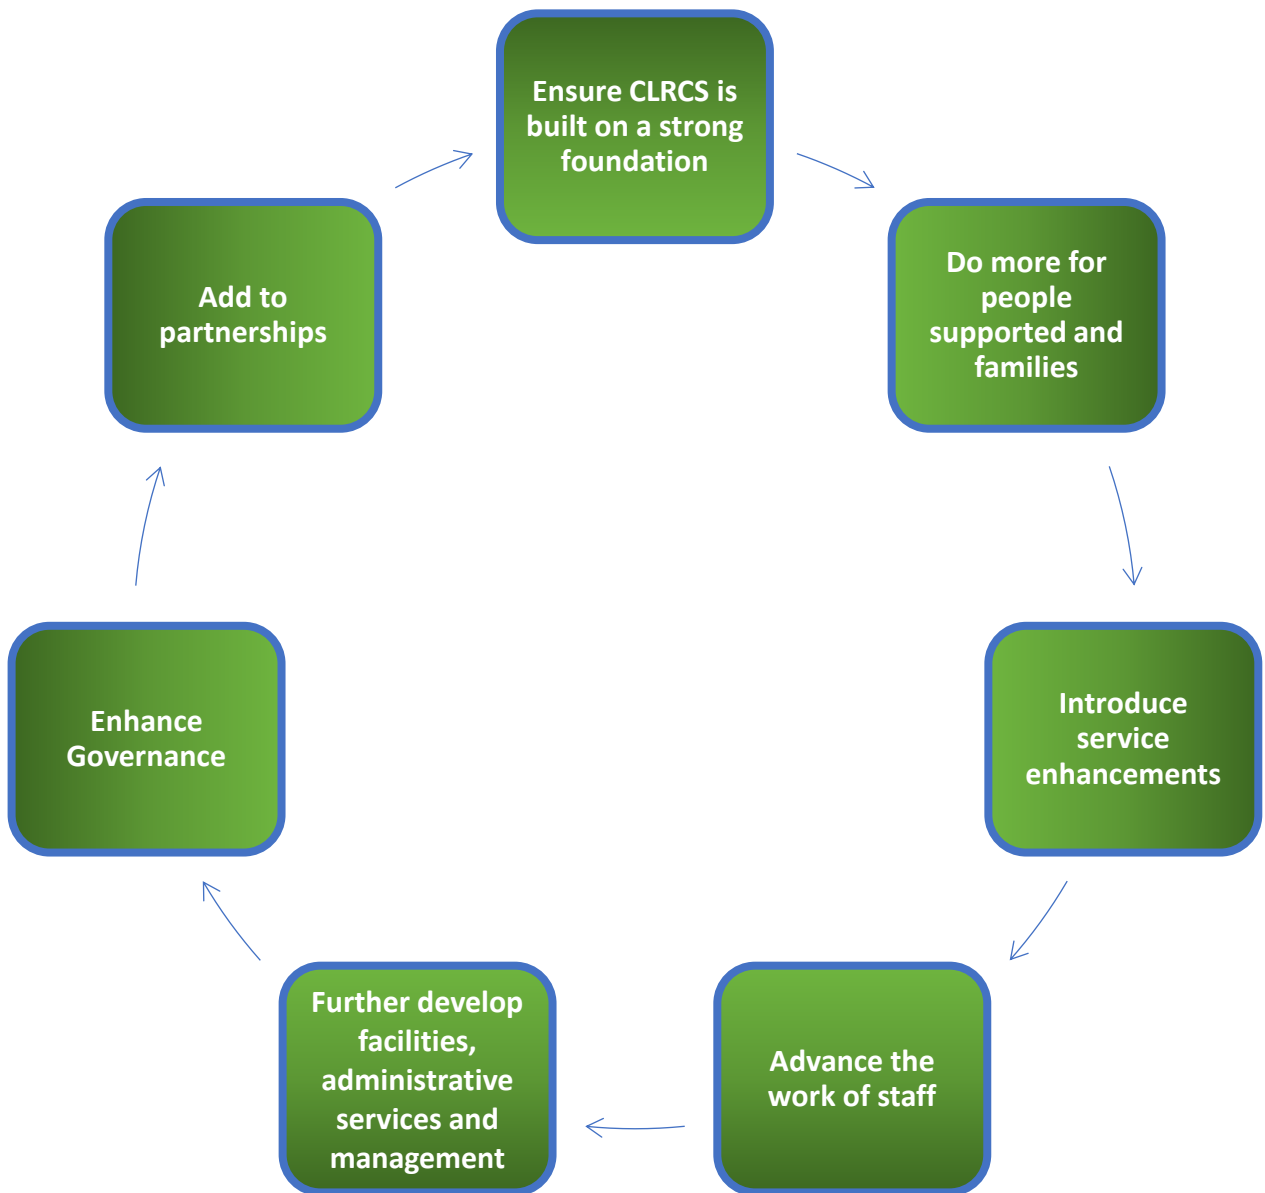 Ensure CLRCS is
built on a strong
foundation
Do more for
people
supported and
families
Introduce
service
enhancements
Advance the
work of staff
Further develop
facilities,
administrative
services and
management
Enhance
Governance
Add to
partnerships